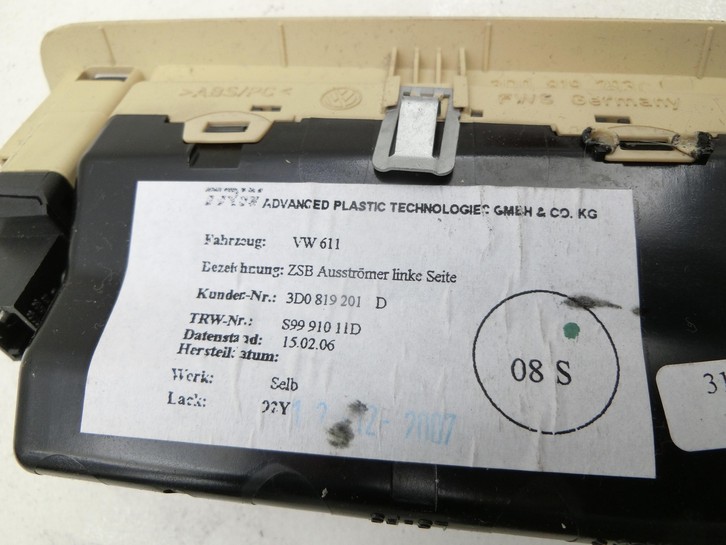 >ABS/PC<
FWG Germany
ADVANCED PLASTIC TECHNOLOGIES GMBH & CO. KG
Fahrzeug: VW 611
Bezeichnung: ZSB Ausströmer linke Seite
Kunden-Nr.: 3D0 819 201 D
TRW-Nr.: S99 910 11D
Datenstand: 15.02.06
Herstelldatum:
Werk: Selb
Lack: 92Y
12-2007
08 S